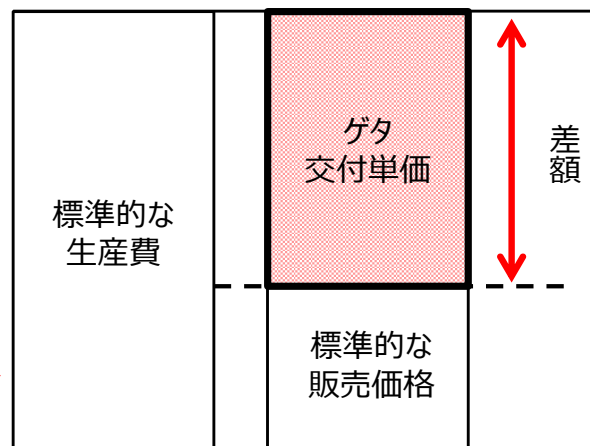 標準的な
生産費
ゲタ
交付単価
差額
標準的な
販売価格